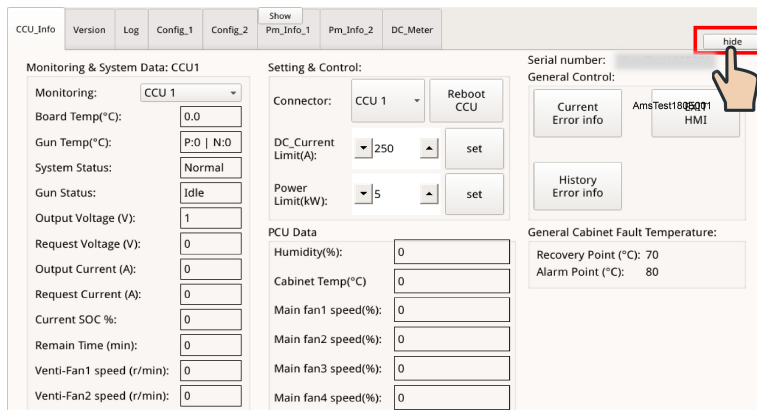 Show
CCU_Info Version Log Config_1 Config_2 Pm_Info_1 Pm_Info_2 DC_Meter
hide
Monitoring & System Data: CCU1
Monitoring: CCU 1
Board Temp(°C): 0.0
Gun Temp(°C): P:0 | N:0
System Status: Normal
Gun Status: Idle
Output Voltage (V): 1
Request Voltage (V): 0
Output Current (A): 0
Request Current (A): 0
Current SOC %: 0
Remain Time (min): 0
Venti-Fan1 speed (r/min): 0
Venti-Fan2 speed (r/min): 0
Setting & Control:
Connector: CCU 1
Reboot
CCU
DC_Current
Limit(A): 250 set
Power
Limit(kW): 5 set
PCU Data
Humidity(%): 0
Cabinet Temp(°C) 0
Main fan1 speed(%): 0
Main fan2 speed(%): 0
Main fan3 speed(%): 0
Main fan4 speed(%): 0
Serial number:
General Control:
Current
Error info
HMI
History
Error info
General Cabinet Fault Temperature:
Recovery Point (°C): 70
Alarm Point (°C): 80